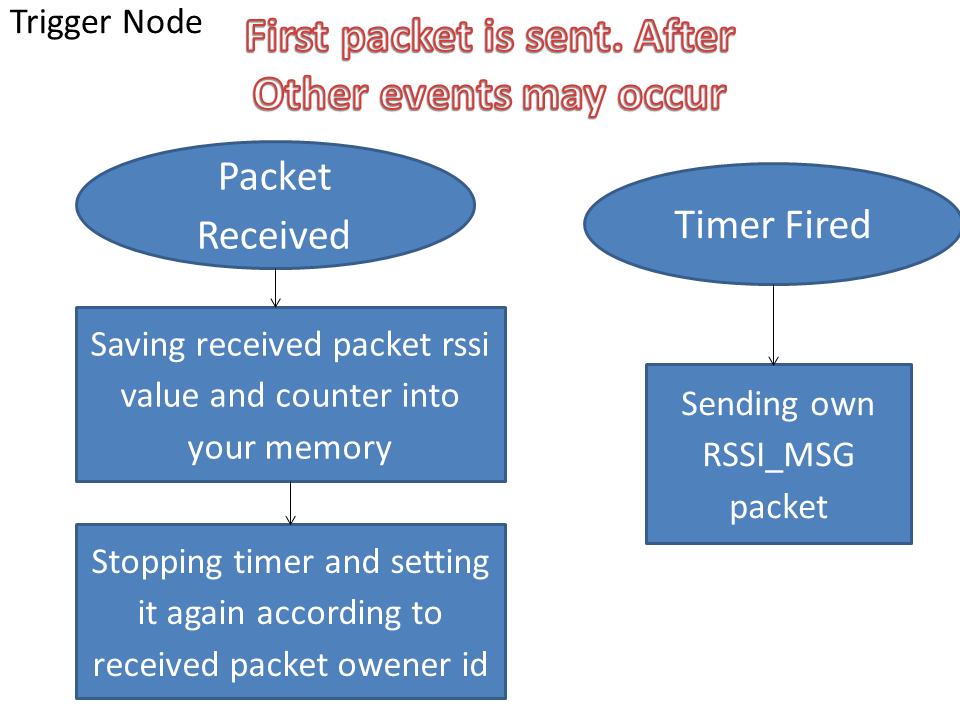 Trigger Node
First packet is sent. After
Other events may occur
Packet
Received
Saving received packet rssi
value and counter into
your memory
Stopping timer and setting
it again according to
received packet owener id
Timer Fired
Sending own
RSSI_MSG
packet